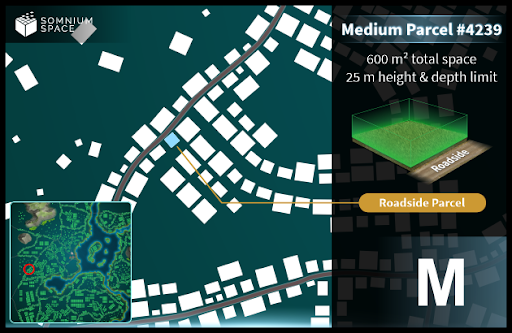 SOMNIUM
SPACE
Medium Parcel #4239
600 m² total space
25 m height & depth limit
Roadside
Roadside Parcel
M